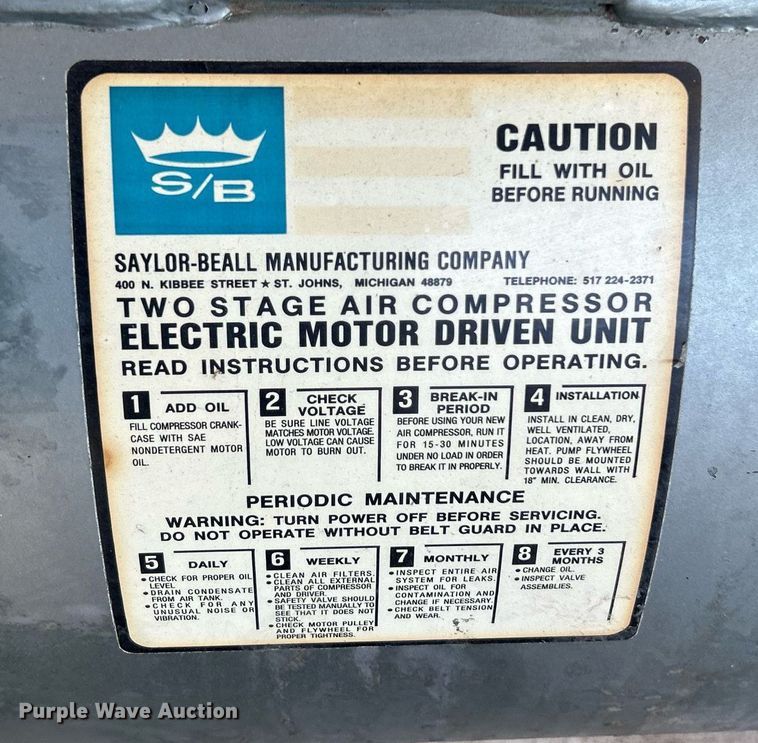 S/B
CAUTION
FILL WITH OIL
BEFORE RUNNING
SAYLOR-BEALL MANUFACTURING COMPANY
400 N. KIBBEE STREET ★ ST. JOHNS, MICHIGAN 48879 TELEPHONE: 517 224-2371
TWO STAGE AIR COMPRESSOR
ELECTRIC MOTOR DRIVEN UNIT
READ INSTRUCTIONS BEFORE OPERATING.
1 ADD OIL
FILL COMPRESSOR CRANK-
CASE WITH SAE
NONDETERGENT MOTOR
OIL.
2 CHECK
VOLTAGE
BE SURE LINE VOLTAGE
MATCHES MOTOR VOLTAGE.
LOW VOLTAGE CAN CAUSE
MOTOR TO BURN OUT.
3 BREAK-IN
PERIOD
BEFORE USING YOUR NEW
AIR COMPRESSOR, RUN IT
FOR 15-30 MINUTES
UNDER NO LOAD IN ORDER
TO BREAK IT IN PROPERLY.
4 INSTALLATION
INSTALL IN CLEAN, DRY,
WELL VENTILATED,
LOCATION, AWAY FROM
HEAT. PUMP FLYWHEEL
SHOULD BE MOUNTED
TOWARDS WALL WITH
18" MIN. CLEARANCE.
PERIODIC MAINTENANCE
WARNING: TURN POWER OFF BEFORE SERVICING.
DO NOT OPERATE WITHOUT BELT GUARD IN PLACE.
5 DAILY
• CHECK FOR PROPER OIL
LEVEL
• DRAIN CONDENSATE
FROM AIR TANK.
• CHECK FOR ANY
UNUSUAL NOISE OR
VIBRATION.
6 WEEKLY
• CLEAN AIR FILTERS.
• CLEAN ALL EXTERNAL
PARTS OF COMPRESSOR
AND DRIVER.
• SAFETY VALVE SHOULD
BE TESTED MANUALLY TO
SEE THAT IT DOES NOT
STICK.
• CHECK MOTOR PULLEY
AND FLYWHEEL FOR
PROPER TIGHTNESS.
7 MONTHLY
• INSPECT ENTIRE AIR
SYSTEM FOR LEAKS.
• INSPECT OIL FOR
CONTAMINATION AND
CHANGE IF NECESSARY.
• CHECK BELT TENSION
AND WEAR.
8 EVERY 3
MONTHS
• CHANGE OIL.
• INSPECT VALVE
ASSEMBLIES.
Purple Wave Auction